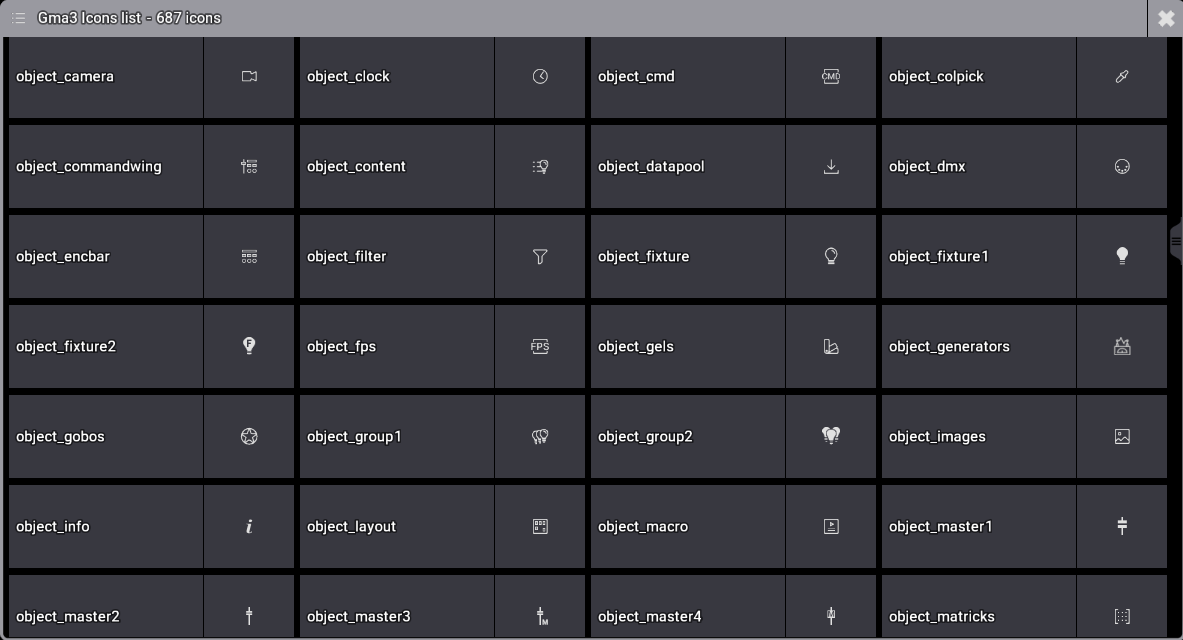 Gma3 Icons list - 687 icons
object_camera object_clock object_cmd CMD object_colpick
object_commandwing object_content object_datapool object_dmx
object_encbar object_filter object_fixture object_fixture1
object_fixture2 F object_fps FPS object_gels object_generators
object_gobos object_group1 object_group2 object_images
object_info i object_layout object_macro object_master1
object_master2 object_master3 M object_master4 object_matricks